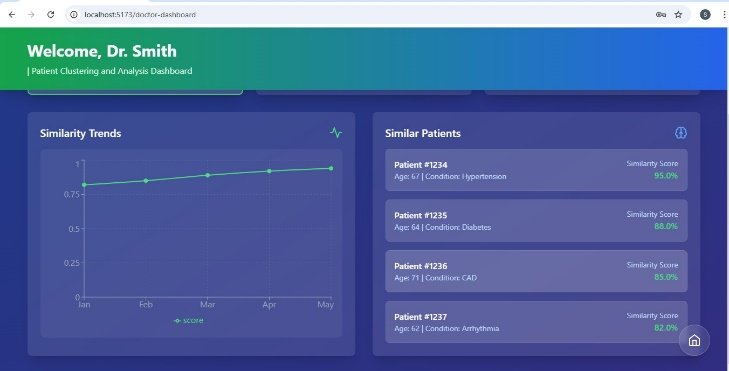 localhost:5173/doctor-dashboard
S
Welcome, Dr. Smith
| Patient Clustering and Analysis Dashboard
Similarity Trends
1
0.75
0.5
0.25
0
Jan Feb Mar Apr May
score
Similar Patients
Patient #1234 Similarity Score
Age: 67 | Condition: Hypertension 95.0%
Patient #1235 Similarity Score
Age: 64 | Condition: Diabetes 88.0%
Patient #1236 Similarity Score
Age: 71 | Condition: CAD 85.0%
Patient #1237 Similarity Score
Age: 62 | Condition: Arrhythmia 82.0%